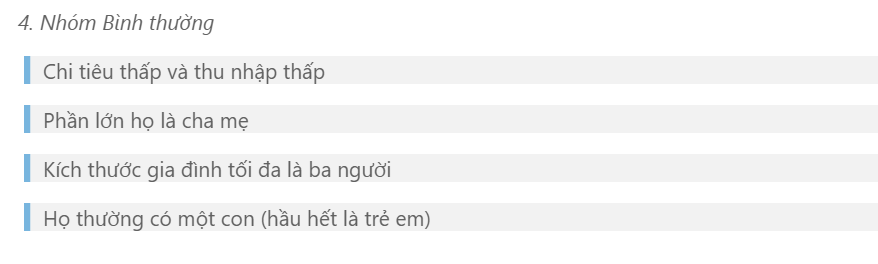 4. Nhóm Bình thường
Chi tiêu thấp và thu nhập thấp
Phần lớn họ là cha mẹ
Kích thước gia đình tối đa là ba người
Họ thường có một con (hầu hết là trẻ em)